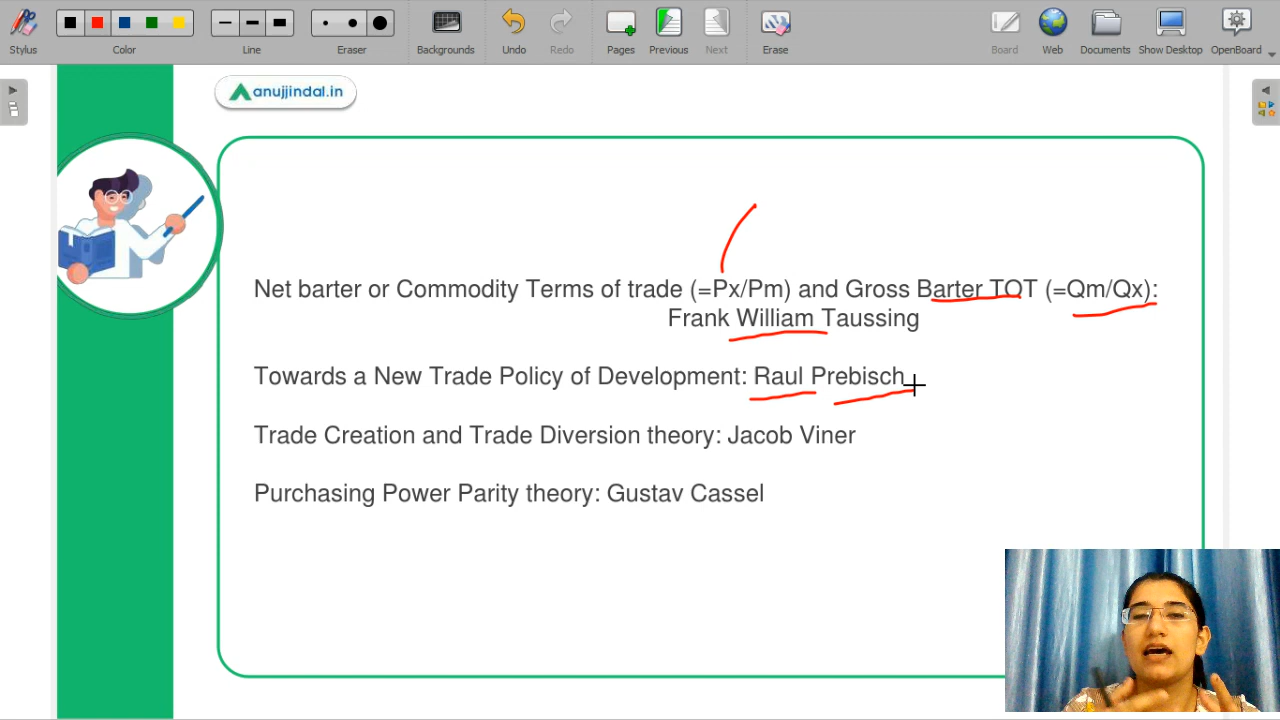 Stylus
Color
Line
Eraser
Backgrounds
Undo
Redo
Pages
Previous
Next
Erase
Board
Web
Documents
Show Desktop
OpenBoard
anujjindal.in
Net barter or Commodity Terms of trade (=Px/Pm) and Gross Barter TOT (=Qm/Qx):
Frank William Taussing
Towards a New Trade Policy of Development: Raul Prebisch
Trade Creation and Trade Diversion theory: Jacob Viner
Purchasing Power Parity theory: Gustav Cassel